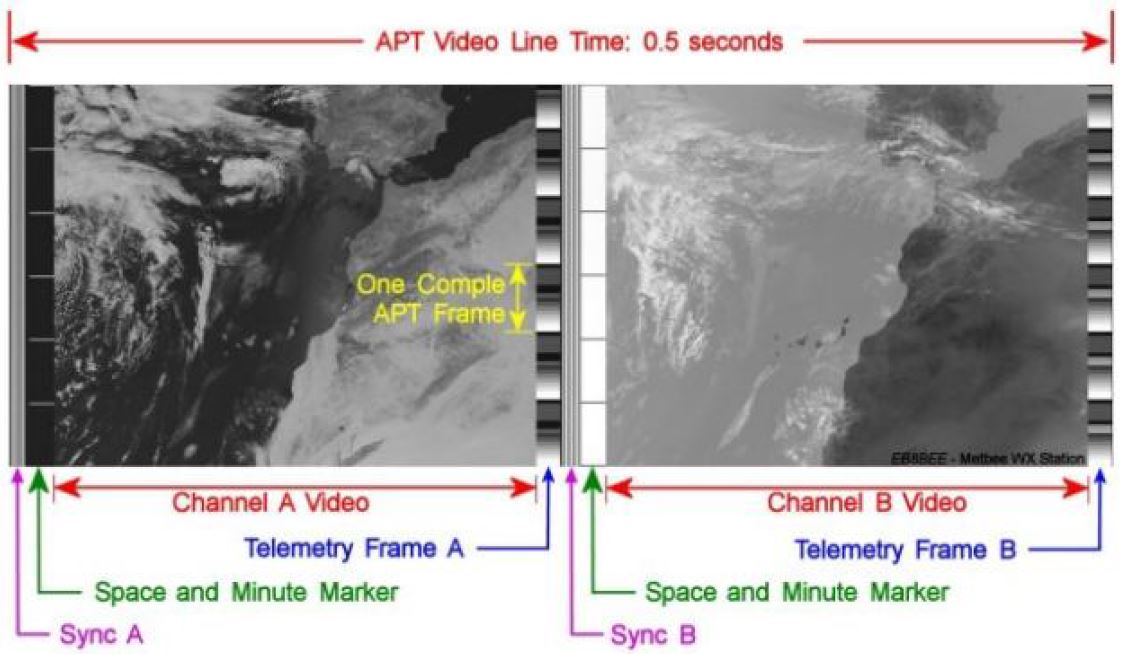 APT Video Line Time: 0.5 seconds
One Comple
APT Frame
EB8BEE - Metbee WX Station
Channel A Video
Channel B Video
Telemetry Frame A
Telemetry Frame B
Space and Minute Marker
Space and Minute Marker
Sync A
Sync B